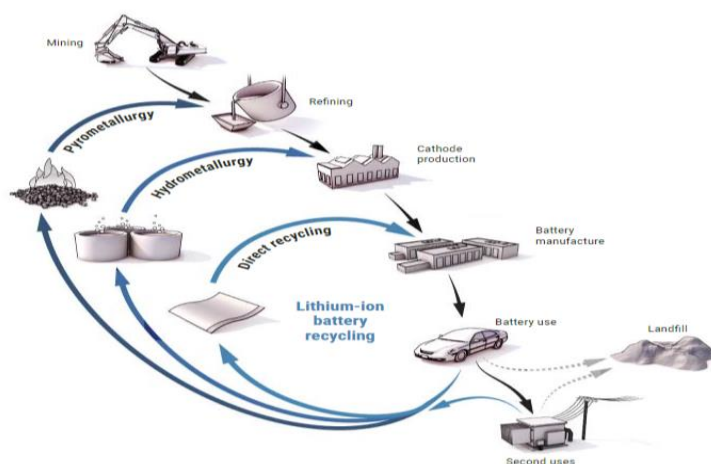 Mining
Refining
Pyrometallurgy
Cathode
production
Hydrometallurgy
Battery
manufacture
Direct recycling
Lithium-ion
battery
recycling
Battery use
Landfill
Second uses